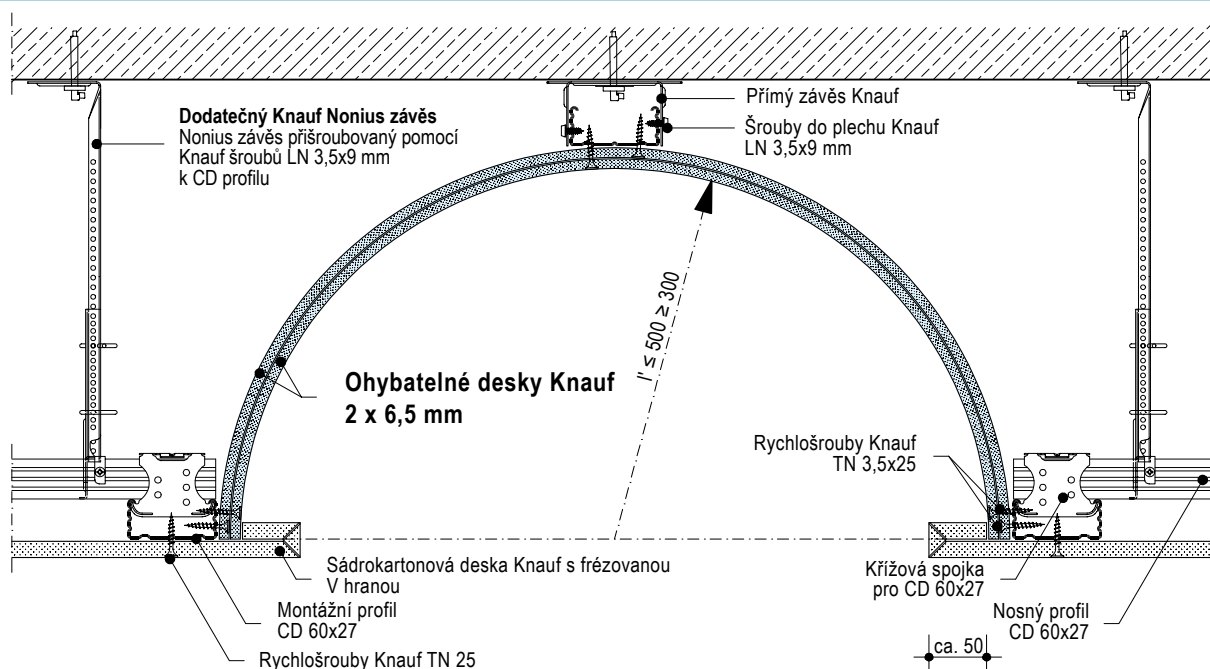 Dodatečný Knauf Nonius závěs
Nonius závěs přišroubovaný pomocí
Knauf šroubů LN 3,5x9 mm
k CD profilu
Přímý závěs Knauf
Šrouby do plechu Knauf
LN 3,5x9 mm
l' ≤ 500 ≥ 300
Ohybatelné desky Knauf
2 x 6,5 mm
Rychlošrouby Knauf
TN 3,5x25
Sádrokartonová deska Knauf s frézovanou
V hranou
Montážní profil
CD 60x27
Rychlošrouby Knauf TN 25
Křížová spojka
pro CD 60x27
Nosný profil
CD 60x27
ca. 50